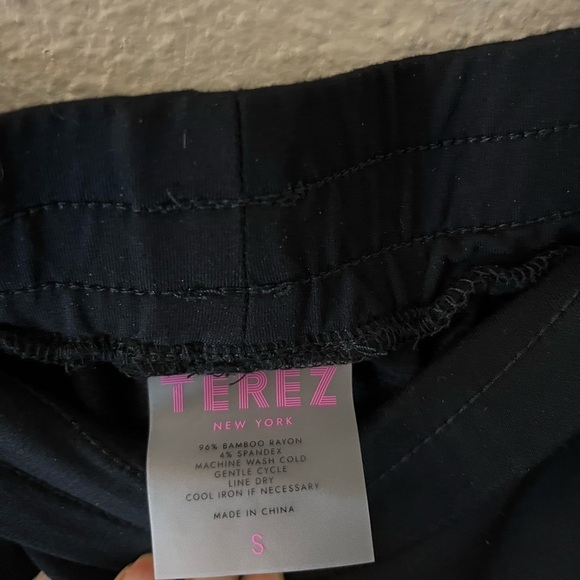 TEREZ
NEW YORK
96% BAMBOO RAYON
4% SPANDEX
MACHINE WASH COLD
GENTLE CYCLE
LINE DRY
COOL IRON IF NECESSARY
MADE IN CHINA
S